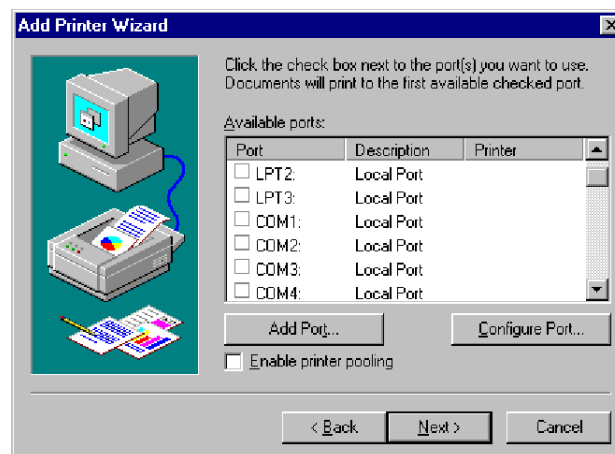 Add Printer Wizard
Click the check box next to the port(s) you want to use.
Documents will print to the first available checked port.
Available ports:
Port Description Printer
LPT2: Local Port
LPT3: Local Port
COM1: Local Port
COM2: Local Port
COM3: Local Port
COM4: Local Port
Add Port... Configure Port...
Enable printer pooling
< Back Next > Cancel